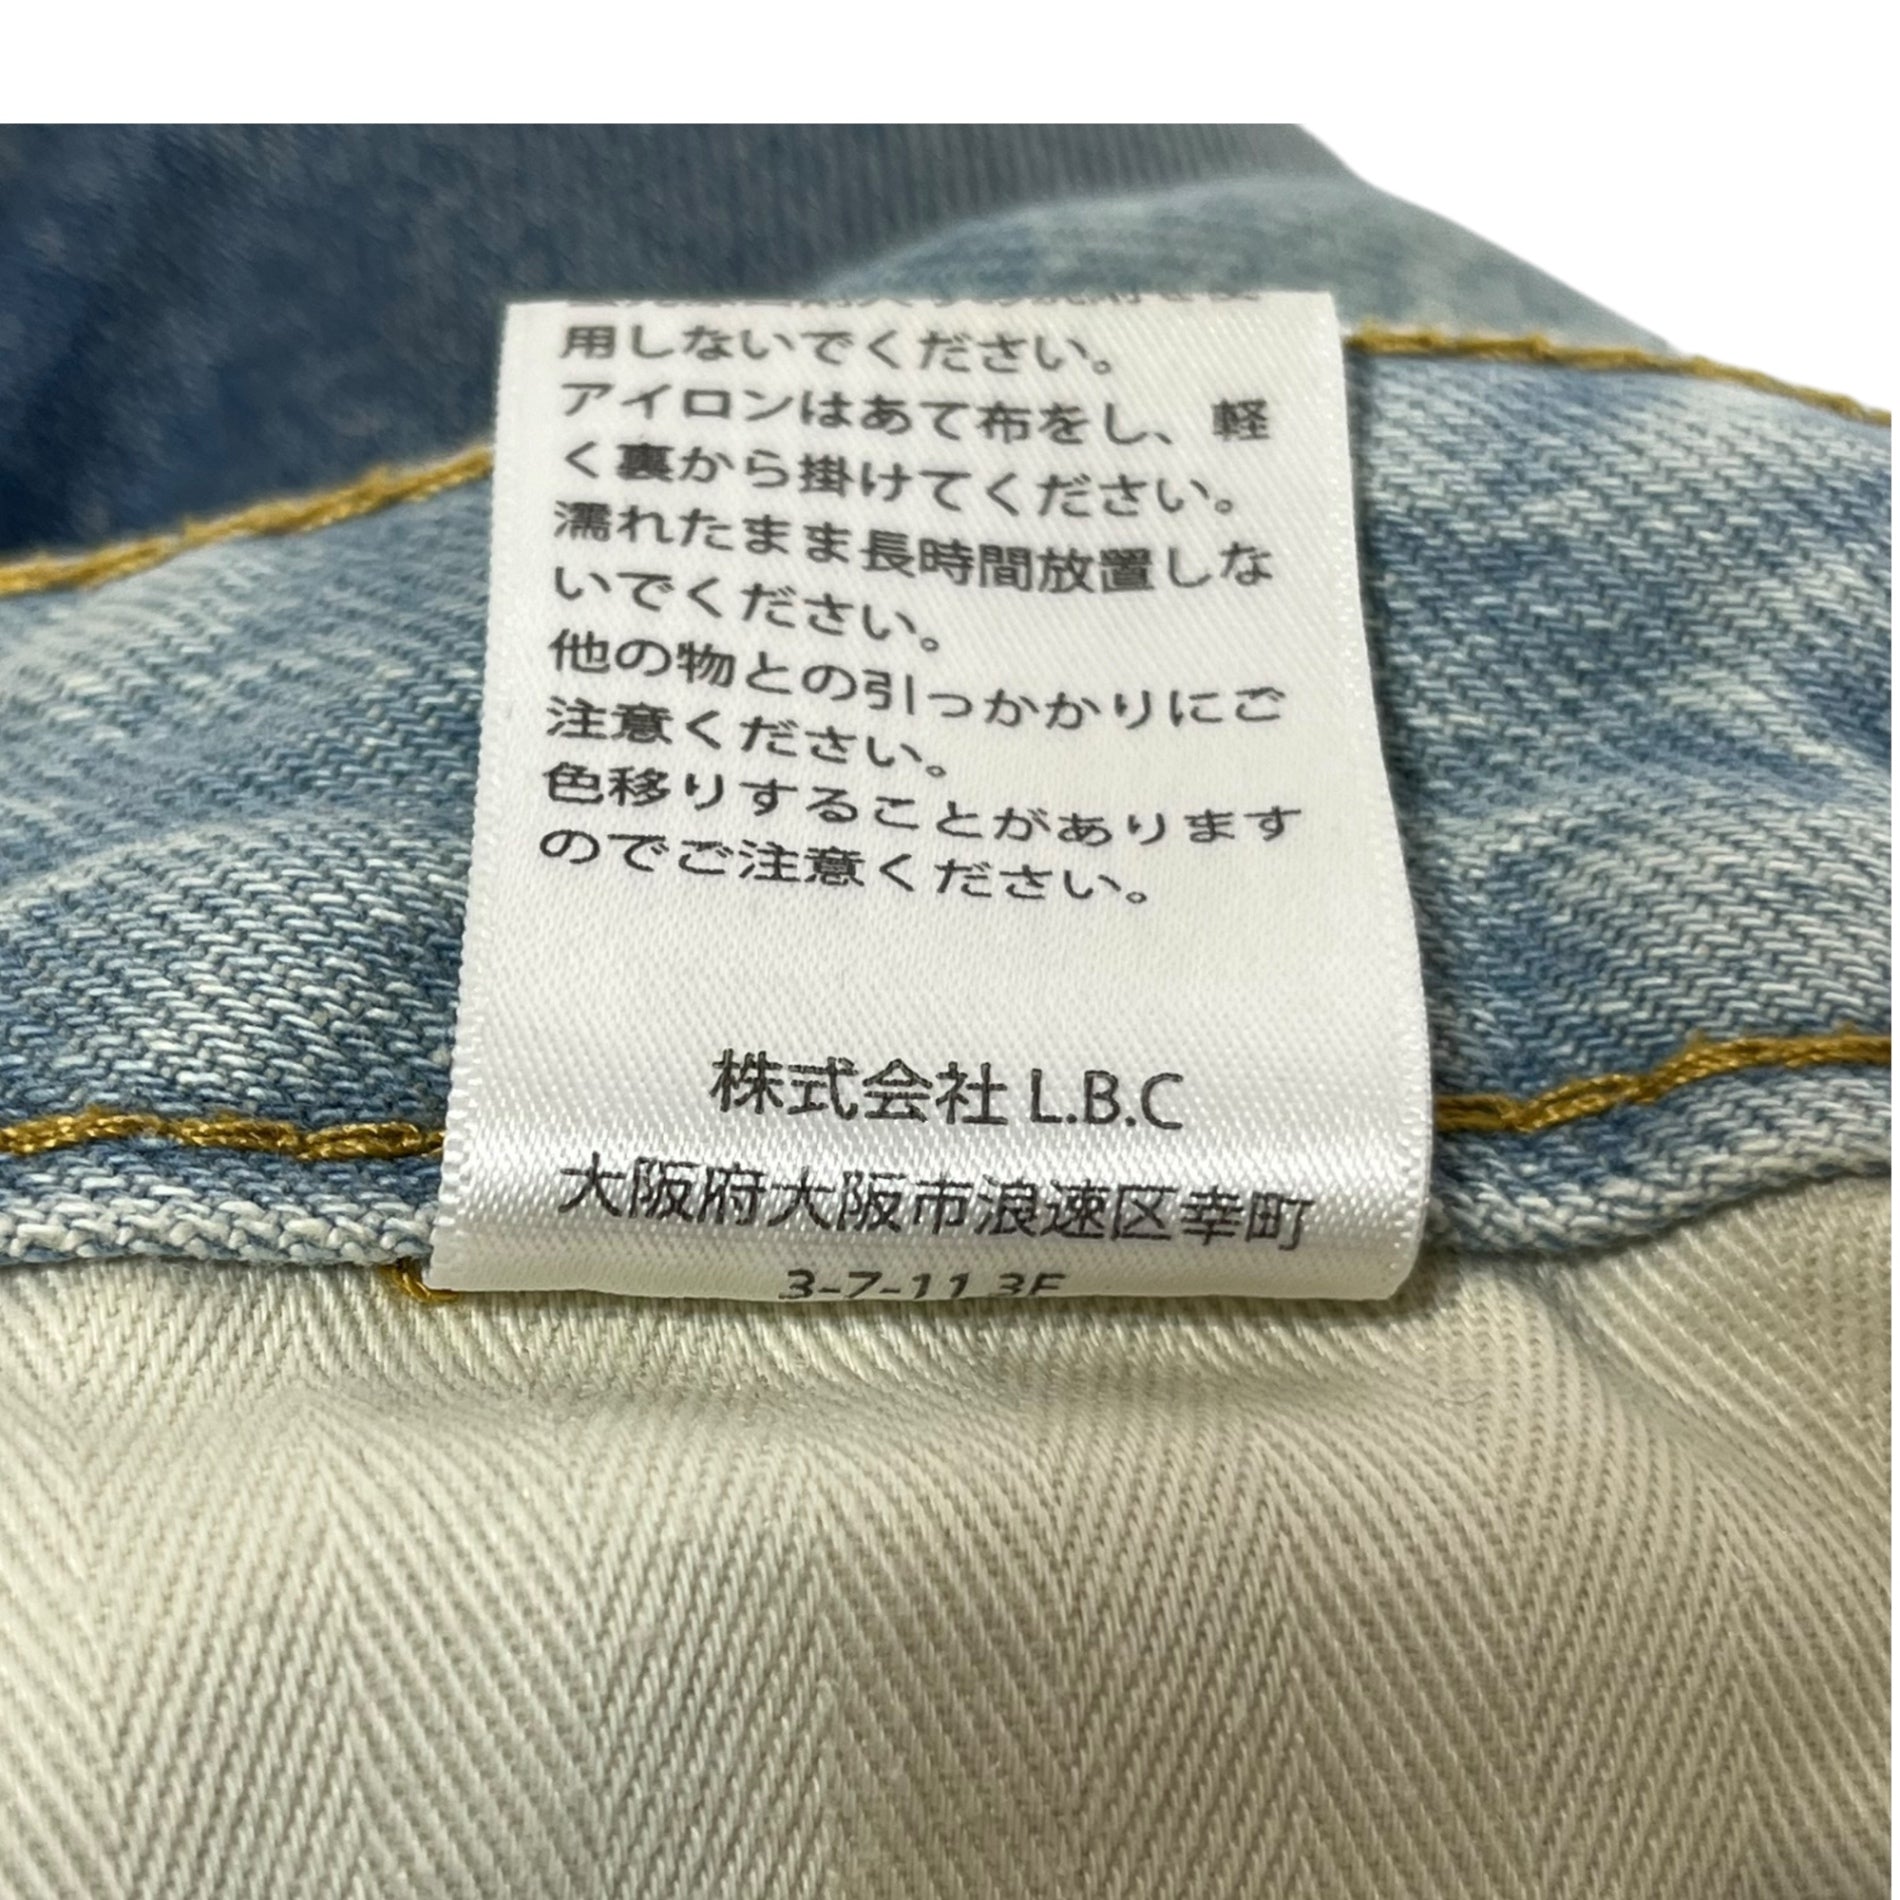 用しないでください。
アイロンはあて布をし、軽
く裏から掛けてください。
濡れたまま長時間放置しな
いでください。
他の物との引っかかりにご
注意ください。
色移りすることがあります
のでご注意ください。
株式会社 L.B.C
大阪府大阪市浪速区幸町
3-7-11 3F